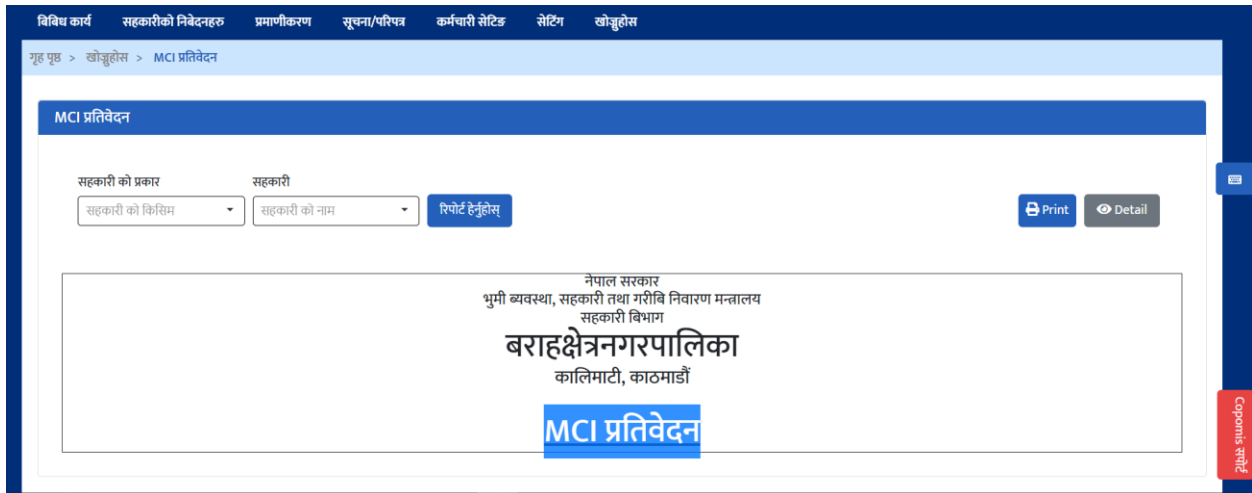 बिबिध कार्य सहकारीको निबेदनहरु प्रमाणीकरण सूचना/परिपत्र कर्मचारी सेटिङ सेटिंग खोज्नुहोस
गृह पृष्ठ > खोज्नुहोस > MCI प्रतिवेदन
MCI प्रतिवेदन
सहकारी को प्रकार सहकारी
सहकारी को किसिम सहकारी को नाम रिपोर्ट हेर्नुहोस् Print Detail
नेपाल सरकार
भुमी ब्यवस्था, सहकारी तथा गरीबि निवारण मन्त्रालय
सहकारी बिभाग
बराहक्षेत्रनगरपालिका
कालिमाटी, काठमाडौं
MCI प्रतिवेदन
Copomis सपोर्ट